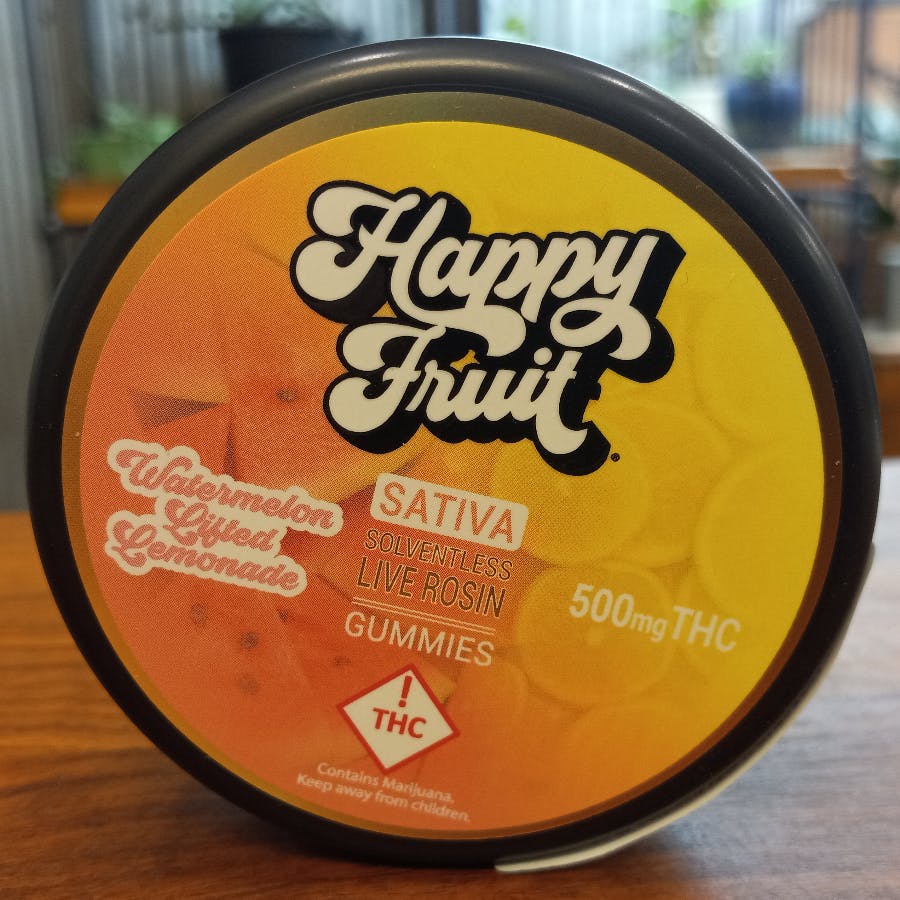 Happy
Fruit®
Watermelon
Lifted
Lemonade
SATIVA
SOLVENTLESS
LIVE ROSIN
GUMMIES
500mg THC
!
THC
Contains Marijuana.
Keep away from children.